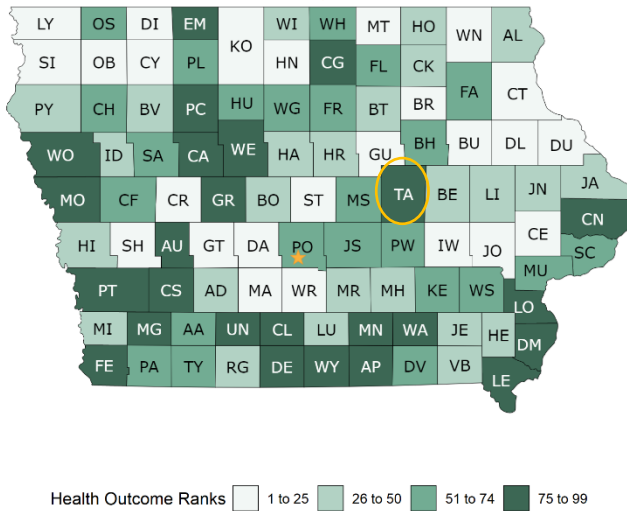 LY OS DI EM KO WI WH MT HO WN AL
SI OB CY PL HN CG FL CK CT
PY CH BV PC HU WG FR BT BR FA
WO ID SA CA WE HA HR GU BH BU DL DU
MO CF CR GR BO ST MS TA BE LI JN JA
CN
HI SH AU GT DA PO JS PW IW JO CE SC
MU
PT CS AD MA WR MR MH KE WS LO
MI MG AA UN CL LU MN WA JE HE DM
FE PA TY RG DE WY AP DV VB LE
Health Outcome Ranks 1 to 25 26 to 50 51 to 74 75 to 99